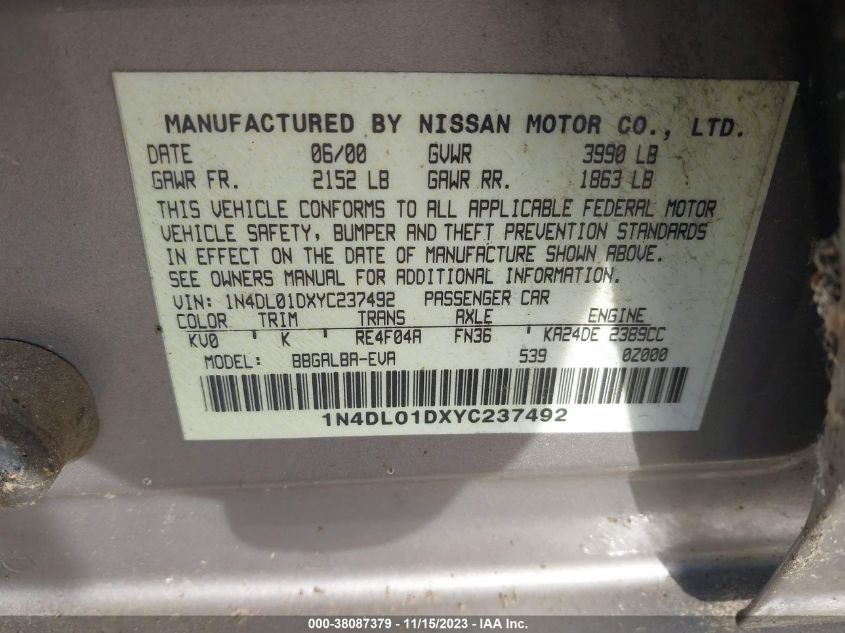 MANUFACTURED BY NISSAN MOTOR CO., LTD.
DATE 06/00 GVWR 3990 LB
GAWR FR. 2152 LB GAWR RR. 1863 LB
THIS VEHICLE CONFORMS TO ALL APPLICABLE FEDERAL MOTOR
VEHICLE SAFETY, BUMPER AND THEFT PREVENTION STANDARDS
IN EFFECT ON THE DATE OF MANUFACTURE SHOWN ABOVE.
SEE OWNERS MANUAL FOR ADDITIONAL INFORMATION.
VIN: 1N4DL01DXYC237492 PASSENGER CAR
COLOR TRIM TRANS AXLE ENGINE
KV0 K RE4F04A FN36 KA24DE 2389CC
MODEL: BBGALBA-EVA 539 0Z000
1N4DL01DXYC237492
000-38087379 - 11/15/2023 - IAA Inc.